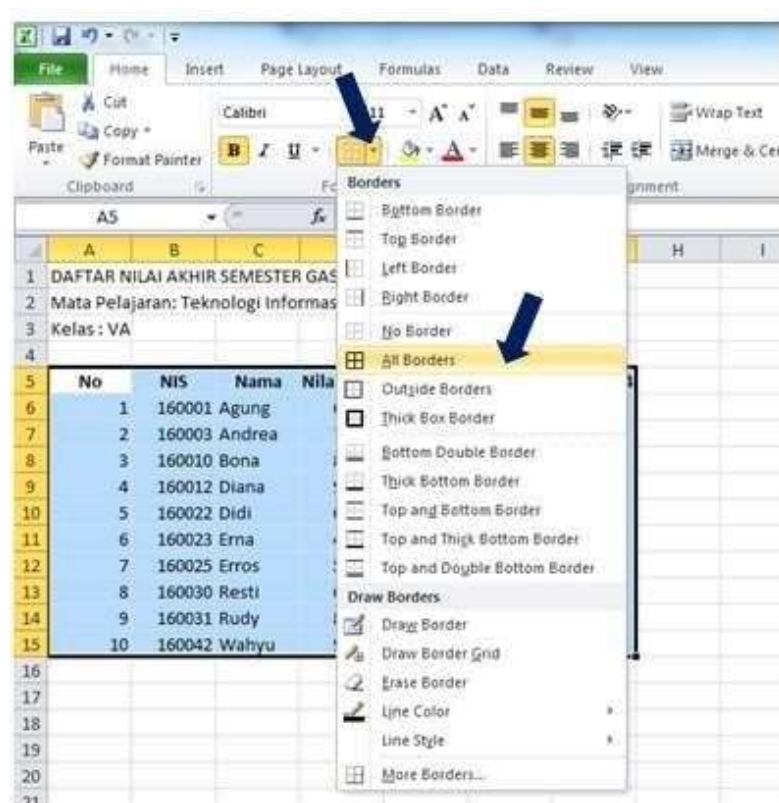 File Home Insert Page Layout Formulas Data Review View
Cut
Copy
Format Painter
Paste
Clipboard
Calibri 11 A A
B I U A
Wrap Text
Merge & Cen
gnment
A5 fx
A B C H I
1 DAFTAR NILAI AKHIR SEMESTER GAS
2 Mata Pelajaran: Teknologi Informas
3 Kelas : VA
4
5 No NIS Nama Nila
6 1 160001 Agung
7 2 160003 Andrea
8 3 160010 Bona
9 4 160012 Diana
10 5 160022 Didi
11 6 160023 Erna
12 7 160025 Erros
13 8 160030 Resti
14 9 160031 Rudy
15 10 160042 Wahyu
16
17
18
19
20
21
Borders
Bottom Border
Top Border
Left Border
Right Border
No Border
All Borders
Outside Borders
Thick Box Border
Bottom Double Border
Thick Bottom Border
Top and Bottom Border
Top and Thick Bottom Border
Top and Double Bottom Border
Draw Borders
Draw Border
Draw Border Grid
Erase Border
Line Color
Line Style
More Borders...